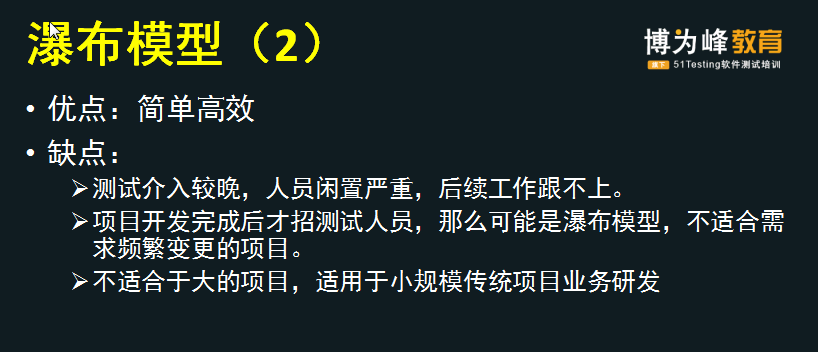 瀑布模型（2）
博为峰教育
旗下 51Testing软件测试培训
• 优点：简单高效
• 缺点：
➢测试介入较晚，人员闲置严重，后续工作跟不上。
➢项目开发完成后才招测试人员，那么可能是瀑布模型，不适合需
求频繁变更的项目。
➢不适合于大的项目，适用于小规模传统项目业务研发